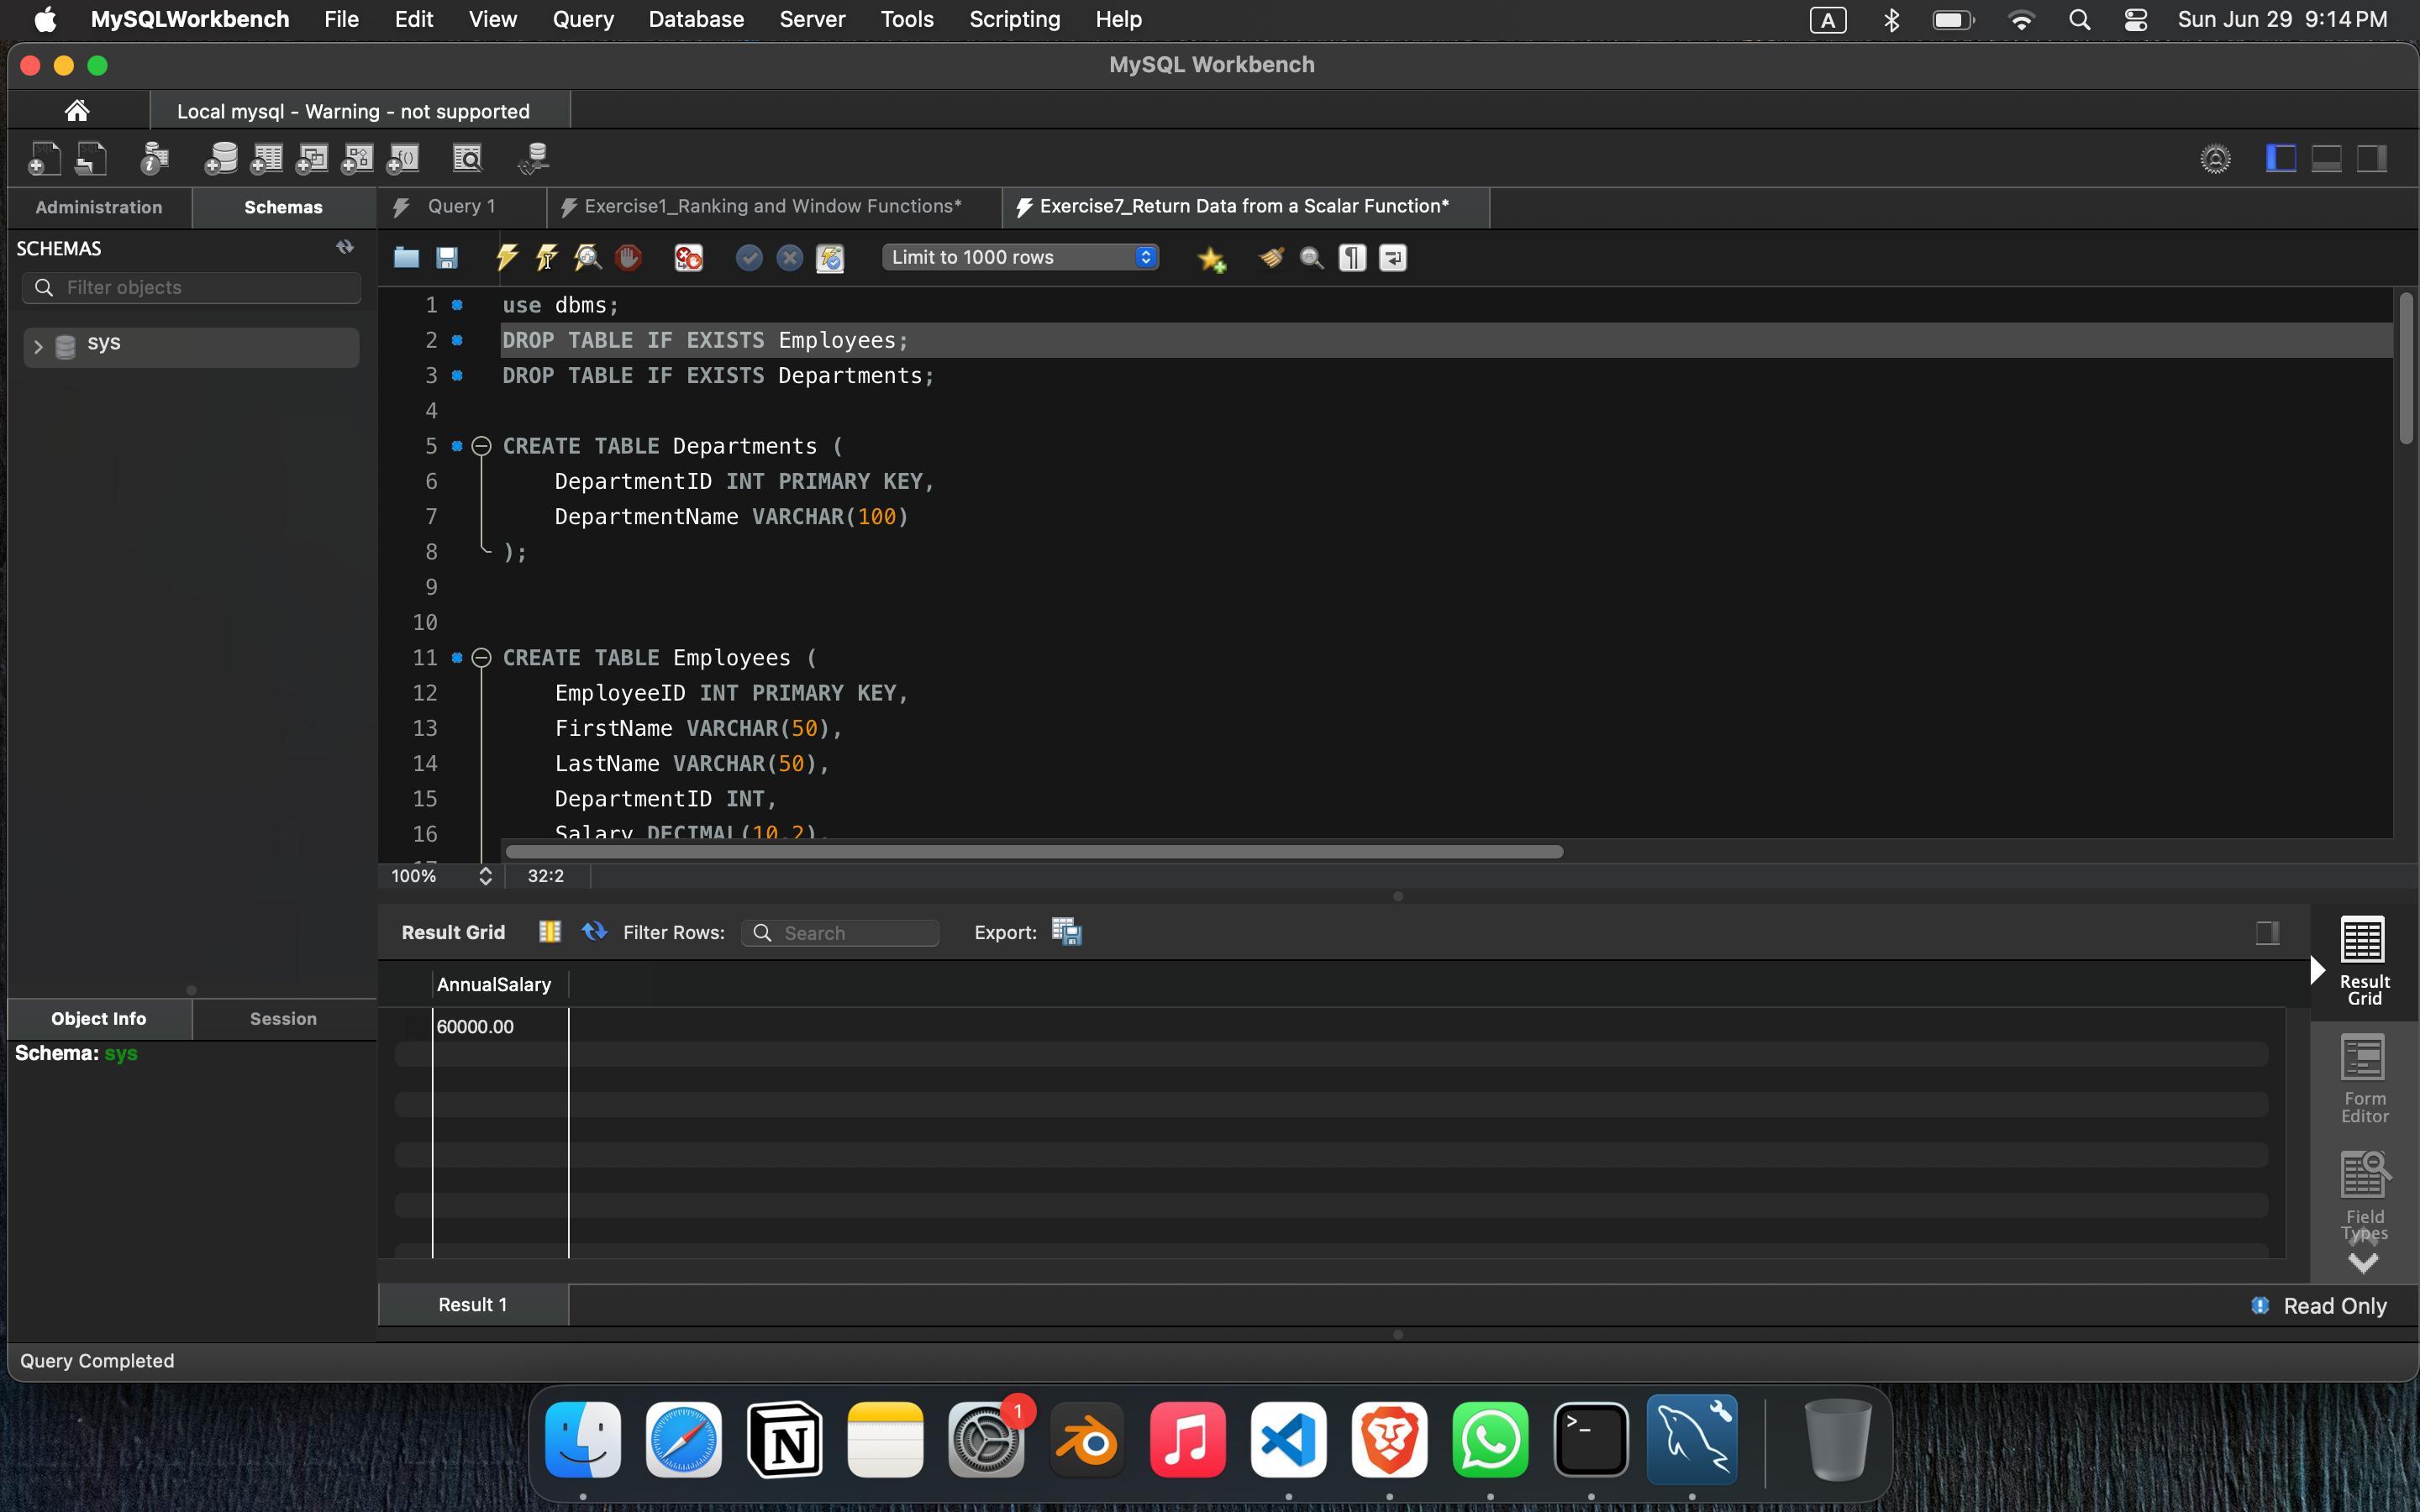 MySQLWorkbench File Edit View Query Database Server Tools Scripting Help A Sun Jun 29 9:14 PM
MySQL Workbench
Local mysql - Warning - not supported
Administration Schemas Query 1 Exercise1_Ranking and Window Functions* Exercise7_Return Data from a Scalar Function*
SCHEMAS
Limit to 1000 rows
Filter objects
sys
1 use dbms;
2 DROP TABLE IF EXISTS Employees;
3 DROP TABLE IF EXISTS Departments;
4
5 CREATE TABLE Departments (
6 DepartmentID INT PRIMARY KEY,
7 DepartmentName VARCHAR(100)
8 );
9
10
11 CREATE TABLE Employees (
12 EmployeeID INT PRIMARY KEY,
13 FirstName VARCHAR(50),
14 LastName VARCHAR(50),
15 DepartmentID INT,
16 Salary DECIMAL(10,2),
100% 32:2
Result Grid Filter Rows: Search Export:
AnnualSalary
60000.00
Result
Grid
Form
Editor
Field
Types
Object Info Session
Schema: sys
Result 1 Read Only
Query Completed
1